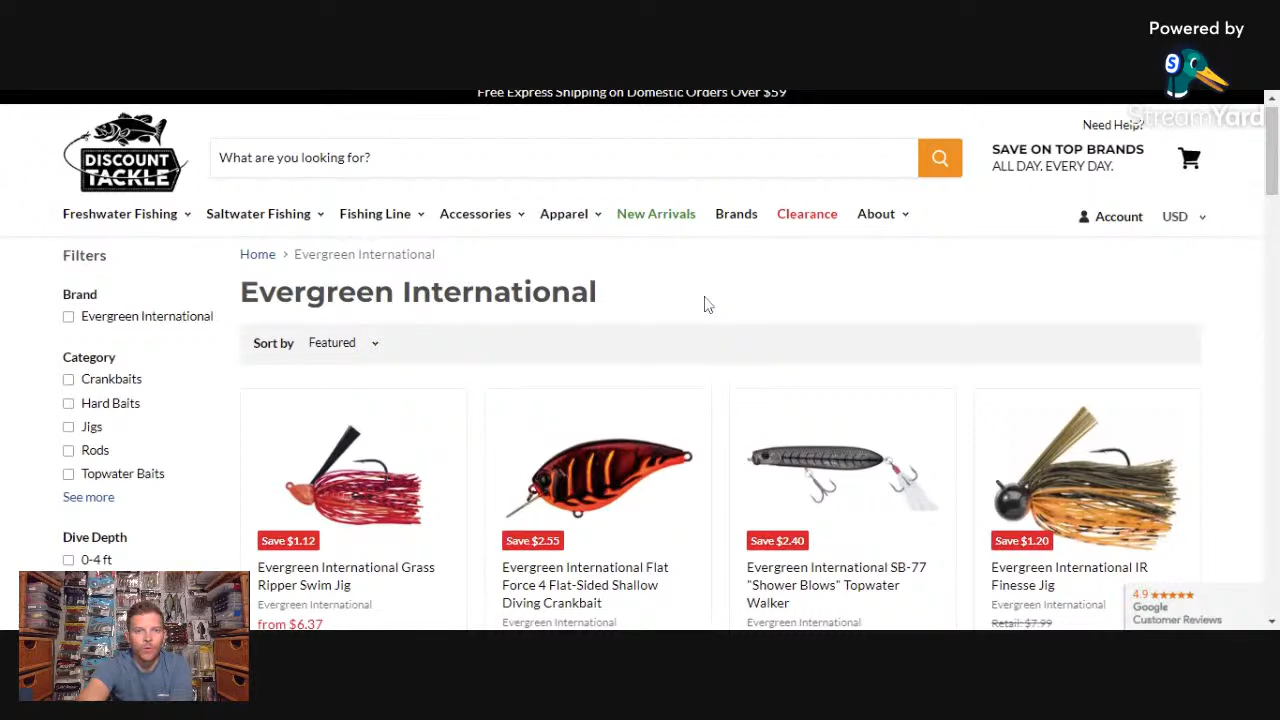 Powered by
S
StreamYard
Free Express Shipping on Domestic Orders Over $59
Need Help?
DISCOUNT
TACKLE
What are you looking for?
SAVE ON TOP BRANDS
ALL DAY. EVERY DAY.
Freshwater Fishing
Saltwater Fishing
Fishing Line
Accessories
Apparel
New Arrivals
Brands
Clearance
About
Account
USD
Filters
Home
Evergreen International
Brand
Evergreen International
Evergreen International
Sort by
Featured
Category
Crankbaits
Hard Baits
Jigs
Rods
Topwater Baits
See more
Dive Depth
0-4 ft
Save $1.12
Evergreen International Grass
Ripper Swim Jig
Evergreen International
from $6.37
Save $2.55
Evergreen International Flat
Force 4 Flat-Sided Shallow
Diving Crankbait
Evergreen International
Save $2.40
Evergreen International SB-77
"Shower Blows" Topwater
Walker
Evergreen International
Save $1.20
Evergreen International IR
Finesse Jig
Evergreen International
Retail: $7.99
4.9
Google
Customer Reviews